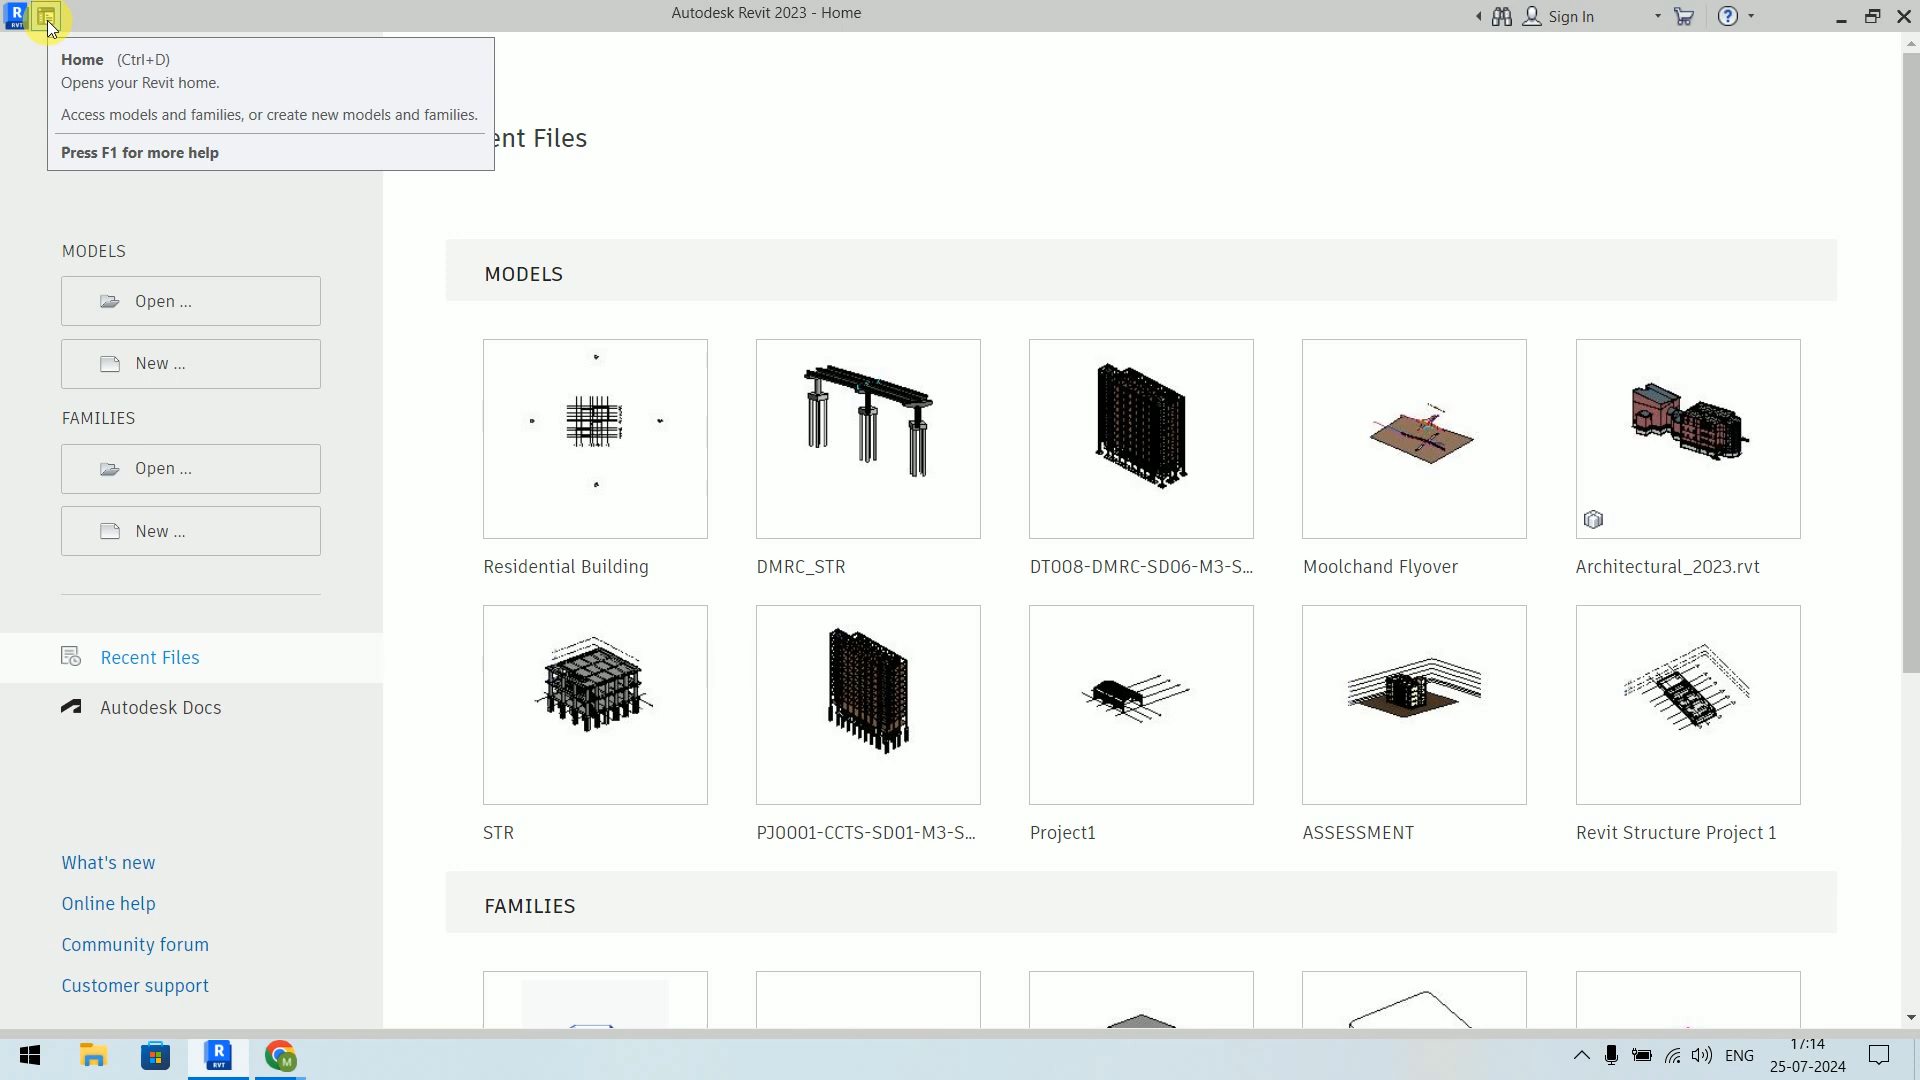 Autodesk Revit 2023 - Home
Sign In
RVT
Home (Ctrl+D)
Opens your Revit home.
Access models and families, or create new models and families.
Press F1 for more help
ent Files
MODELS
Open ...
New ...
FAMILIES
Open ...
New ...
Recent Files
Autodesk Docs
What's new
Online help
Community forum
Customer support
MODELS
Residential Building
DMRC_STR
DT008-DMRC-SD06-M3-S...
Moolchand Flyover
Architectural_2023.rvt
STR
PJ0001-CCTS-SD01-M3-S...
Project1
ASSESSMENT
Revit Structure Project 1
FAMILIES
R
RVT
M
ENG
17:14
25-07-2024